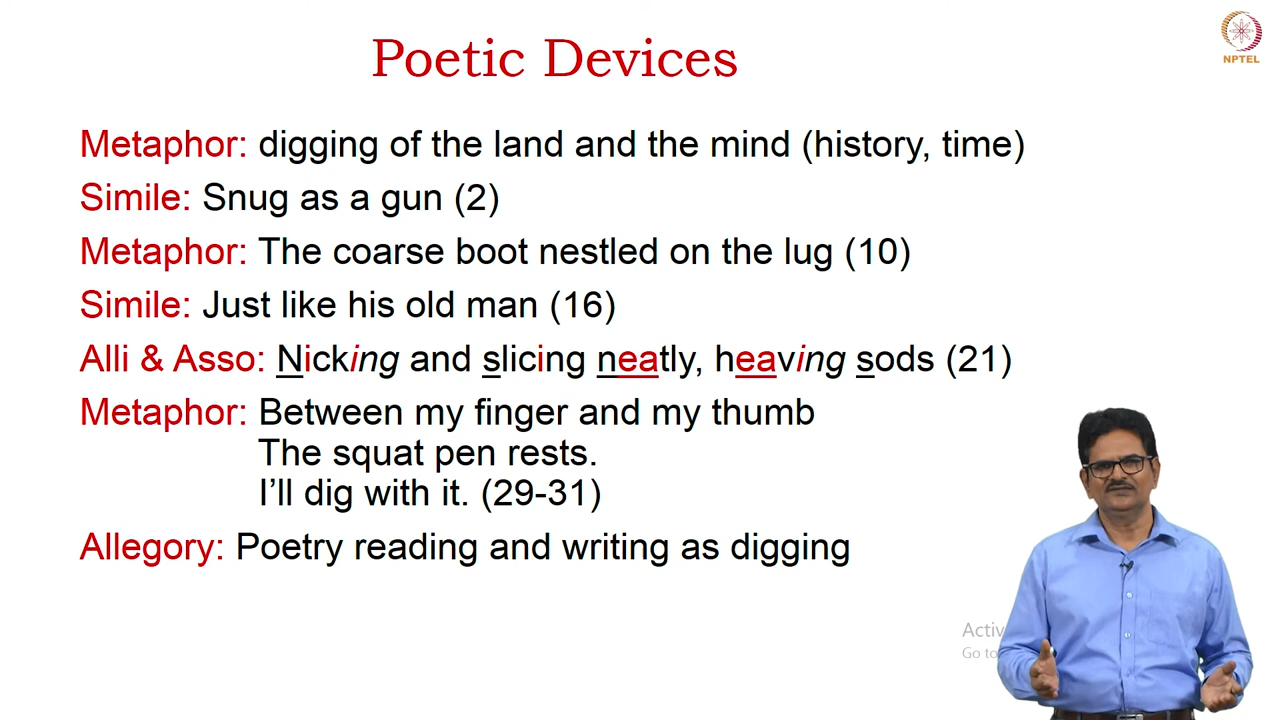 Poetic Devices
NPTEL
Metaphor: digging of the land and the mind (history, time)
Simile: Snug as a gun (2)
Metaphor: The coarse boot nestled on the lug (10)
Simile: Just like his old man (16)
Alli & Asso: Nicking and slicing neatly, heaving sods (21)
Metaphor: Between my finger and my thumb
The squat pen rests.
I’ll dig with it. (29-31)
Allegory: Poetry reading and writing as digging
Activ
Go to